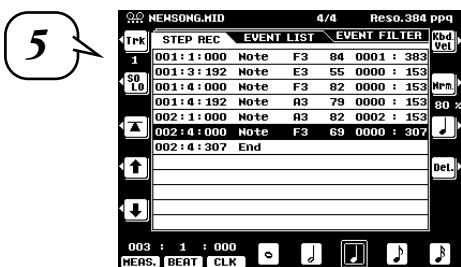 5
NEWSONG.MID 4/4 Reso.384 ppq
Trk STEP REC EVENT LIST EVENT FILTER Kbd. Vel
1
001:1:000 Note F3 84 0001 : 383
001:3:192 Note E3 55 0000 : 153
SO LO 001:4:000 Note F3 82 0000 : 153 Nrm.
001:4:192 Note A3 79 0000 : 153 80 %
002:1:000 Note A3 82 0002 : 153
002:4:000 Note F3 69 0000 : 307
002:4:307 End
Del.
003 : 1 : 000
MEAS. BEAT CLK